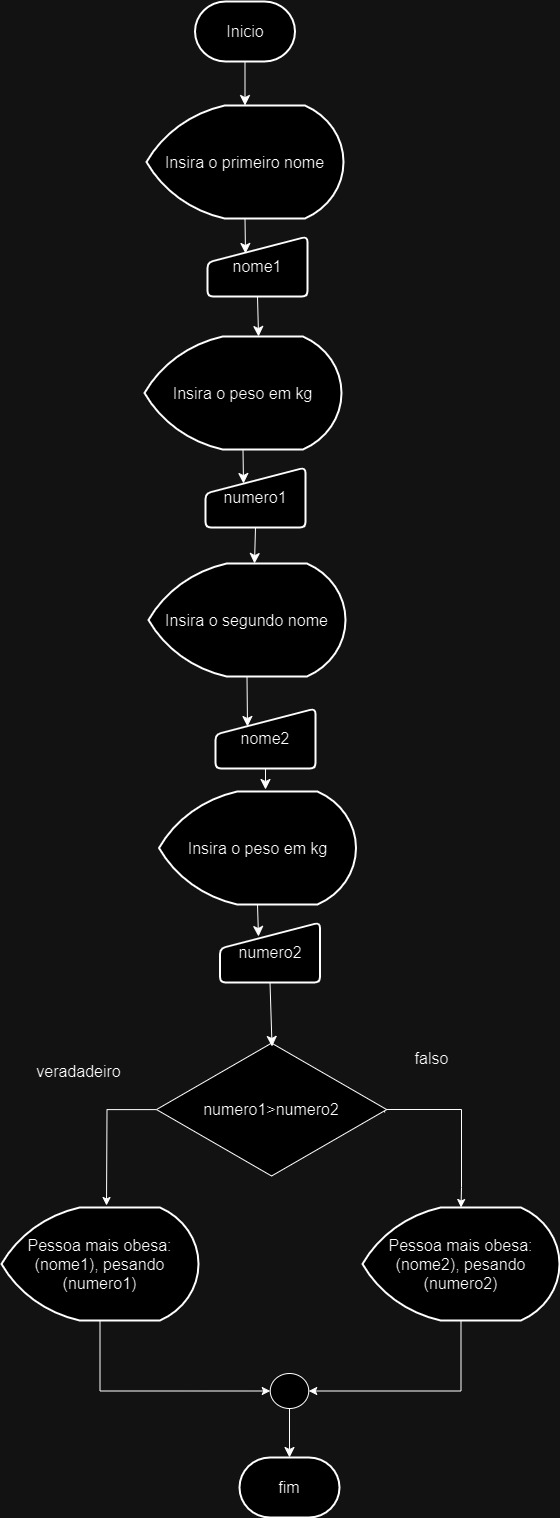 Inicio
Insira o primeiro nome
nome1
Insira o peso em kg
numero1
Insira o segundo nome
nome2
Insira o peso em kg
numero2
veradadeiro
falso
numero1>numero2
Pessoa mais obesa:
(nome1), pesando
(numero1)
Pessoa mais obesa:
(nome2), pesando
(numero2)
fim